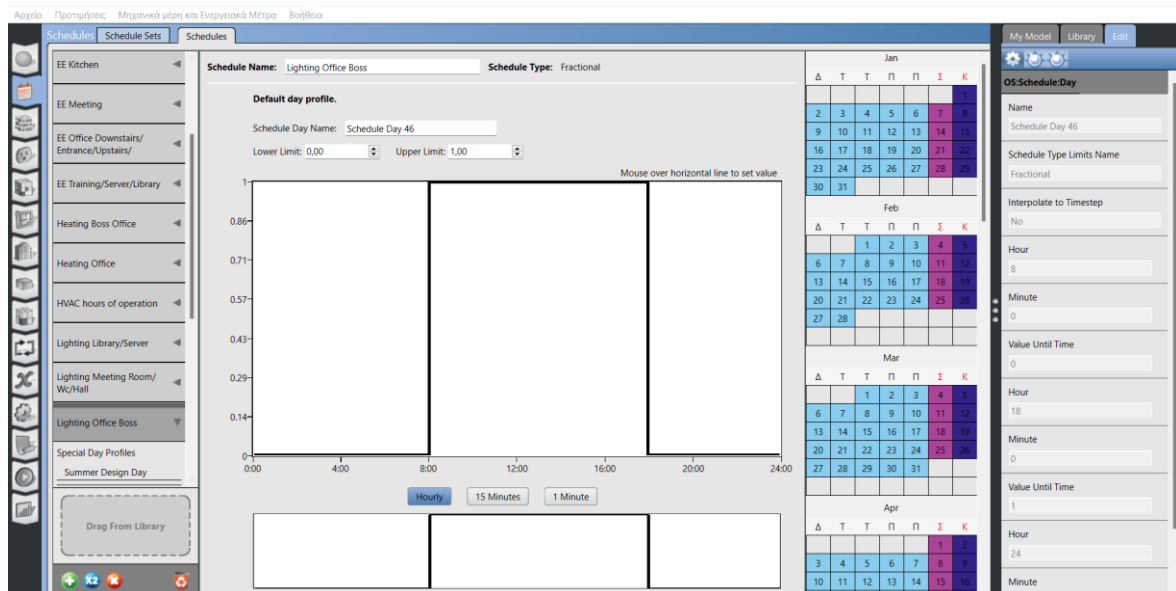 Αρχείο Προτιμήσεις Μηχανικά μέρη και Ενεργειακά Μέτρα Βοήθεια
Schedules Schedule Sets Schedules
My Model Library Edit
EE Kitchen
EE Meeting
EE Office Downstairs/
Entrance/Upstairs/
EE Training/Server/Library
Heating Boss Office
Heating Office
HVAC hours of operation
Lighting Library/Server
Lighting Meeting Room/
Wc/Hall
Lighting Office Boss
Special Day Profiles
Summer Design Day
Drag From Library
X2
Schedule Name: Lighting Office Boss Schedule Type: Fractional
Default day profile.
Schedule Day Name: Schedule Day 46
Lower Limit: 0,00 Upper Limit: 1,00
Mouse over horizontal line to set value
1
0.86
0.71
0.57
0.43
0.29
0.14
0
0:00 4:00 8:00 12:00 16:00 20:00 24:00
Hourly 15 Minutes 1 Minute
Jan
Δ Τ Τ Π Π Σ Κ
1
2 3 4 5 6 7 8
9 10 11 12 13 14 15
16 17 18 19 20 21 22
23 24 25 26 27 28 29
30 31
Feb
Δ Τ Τ Π Π Σ Κ
1 2 3 4 5
6 7 8 9 10 11 12
13 14 15 16 17 18 19
20 21 22 23 24 25 26
27 28
Mar
Δ Τ Τ Π Π Σ Κ
1 2 3 4 5
6 7 8 9 10 11 12
13 14 15 16 17 18 19
20 21 22 23 24 25 26
27 28 29 30 31
Apr
Δ Τ Τ Π Π Σ Κ
1 2
3 4 5 6 7 8 9
10 11 12 13 14 15 16
OS:Schedule:Day
Name
Schedule Day 46
Schedule Type Limits Name
Fractional
Interpolate to Timestep
No
Hour
8
Minute
0
Value Until Time
0
Hour
18
Minute
0
Value Until Time
1
Hour
24
Minute